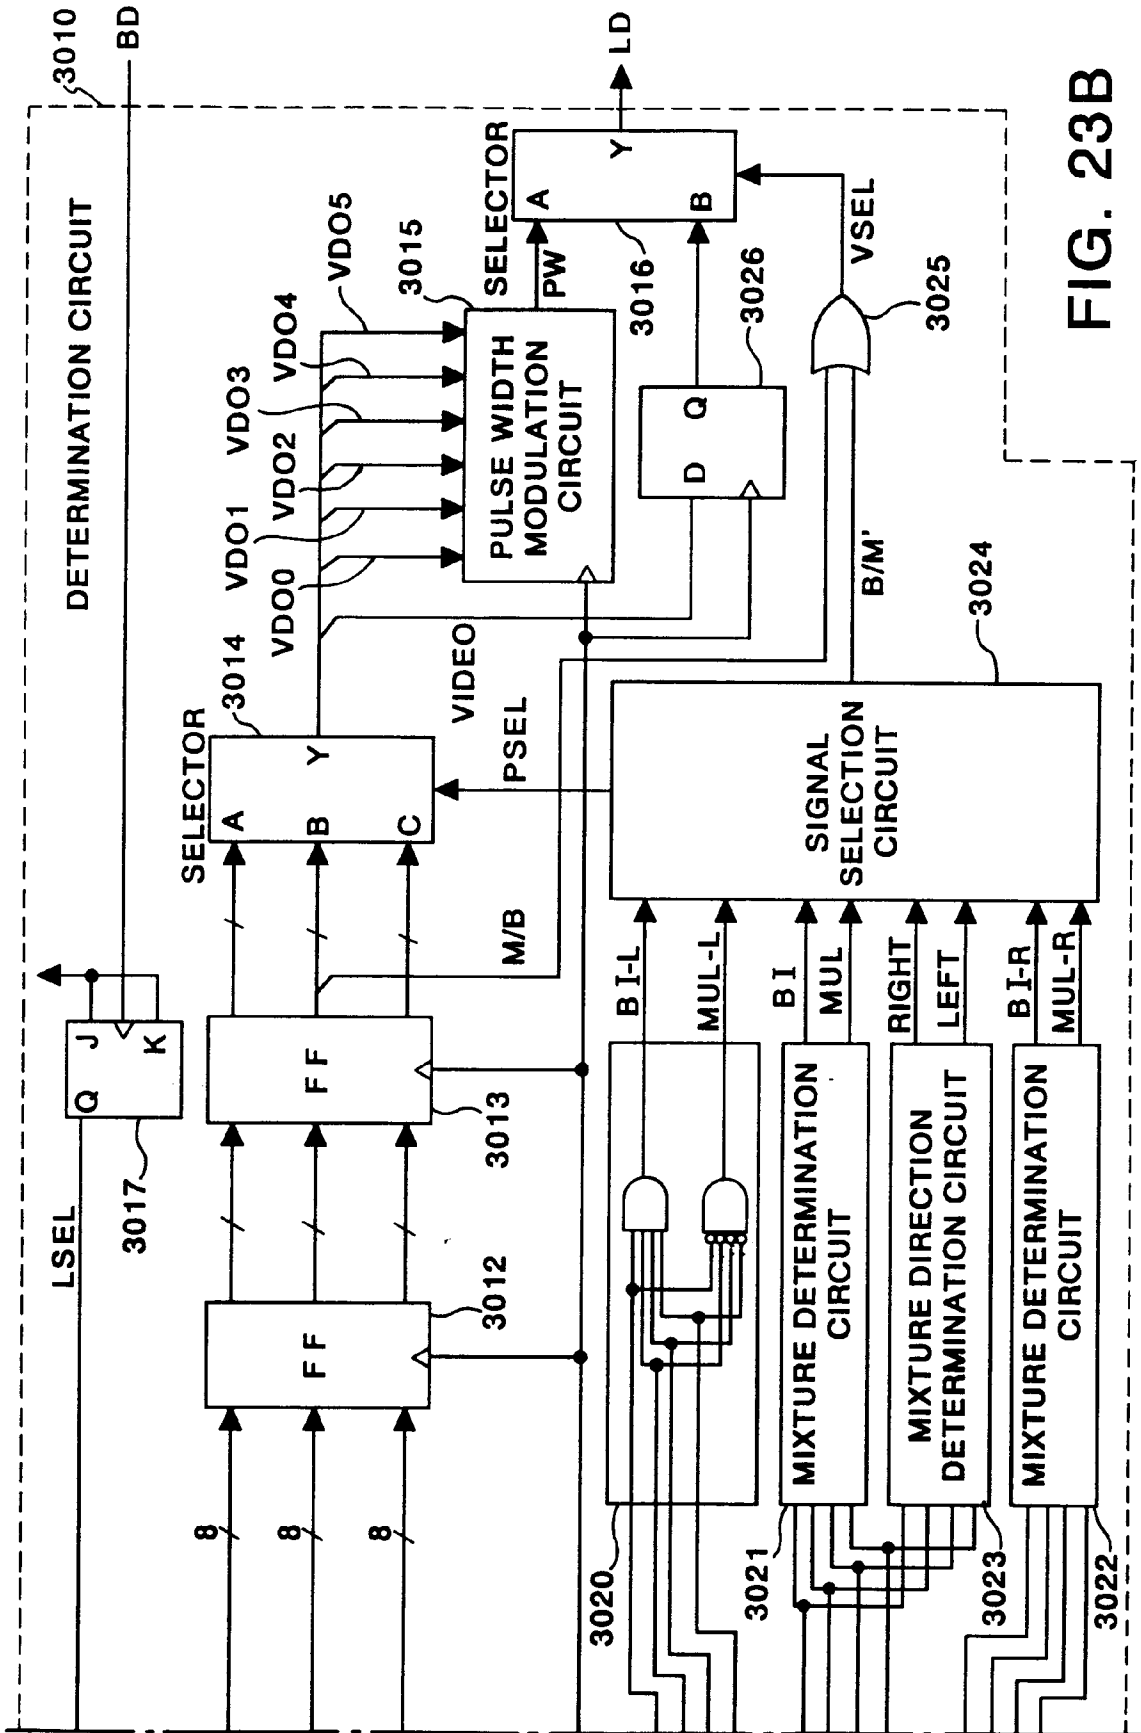 3010
BD
DETERMINATION CIRCUIT
LSEL
Q
J
K
3017
8
8
8
FF
3012
FF
3013
SELECTOR
3014
A
B
C
Y
M/B
PSEL
VIDEO
VDO0
VDO1
VDO2
VDO3
VDO4
VDO5
3015
PULSE WIDTH
MODULATION
CIRCUIT
PW
SELECTOR
A
B
Y
LD
3016
D
Q
3026
VSEL
3025
B/M'
3024
SIGNAL
SELECTION
CIRCUIT
3020
BI-L
MUL-L
3021
MIXTURE DETERMINATION
CIRCUIT
BI
MUL
3023
MIXTURE DIRECTION
DETERMINATION CIRCUIT
RIGHT
LEFT
3022
MIXTURE DETERMINATION
CIRCUIT
BI-R
MUL-R
FIG. 23B